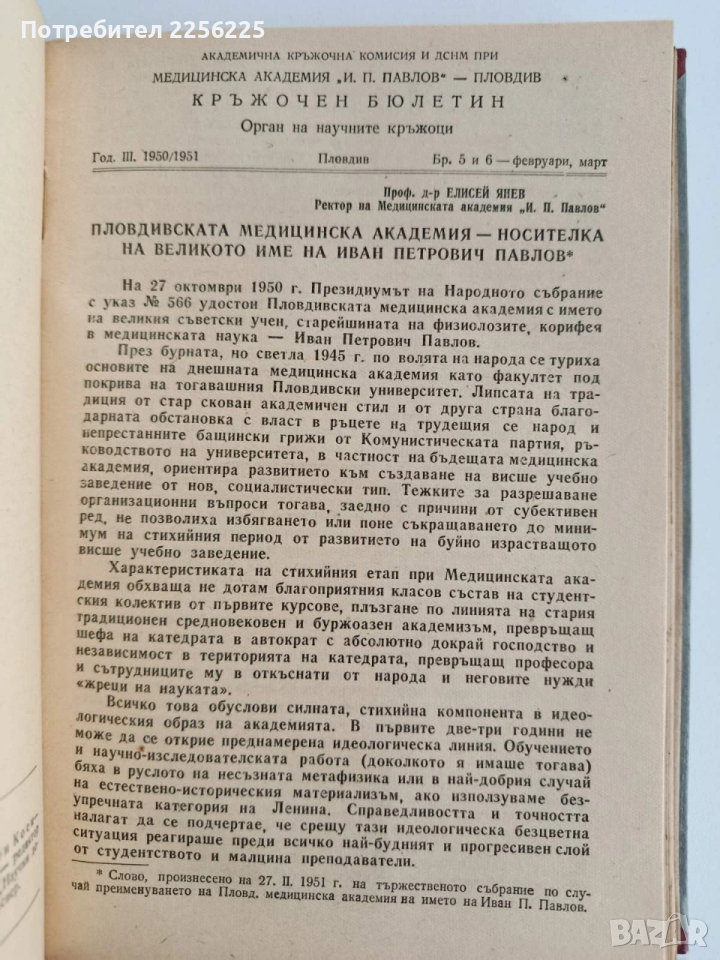 Потребител 2256225
АКАДЕМИЧНА КРЪЖОЧНА КОМИСИЯ И ДСНМ ПРИ
МЕДИЦИНСКА АКАДЕМИЯ „И. П. ПАВЛОВ“ — ПЛОВДИВ
КРЪЖОЧЕН БЮЛЕТИН
Орган на научните кръжоци
Год. III. 1950/1951 Пловдив Бр. 5 и 6 — февруари, март
Проф. д-р ЕЛИСЕЙ ЯНЕВ
Ректор на Медицинската академия „И. П. Павлов“
ПЛОВДИВСКАТА МЕДИЦИНСКА АКАДЕМИЯ — НОСИТЕЛКА
НА ВЕЛИКОТО ИМЕ НА ИВАН ПЕТРОВИЧ ПАВЛОВ*
На 27 октомври 1950 г. Президиумът на Народното събрание
с указ № 566 удостои Пловдивската медицинска академия с името
на великия съветски учен, старейшината на физиолозите, корифея
в медицинската наука — Иван Петрович Павлов.
През бурната, но светла 1945 г. по волята на народа се туриха
основите на днешната медицинска академия като факултет под
покрива на тогавашния Пловдивски университет. Липсата на тра-
диция от стар скован академичен стил и от друга страна благо-
дарната обстановка с власт в ръцете на трудещия се народ и
непрестанните бащински грижи от Комунистическата партия, ръ-
ководството на университета, в частност на бъдещата медицинска
академия, ориентира развитието към създаване на висше учебно
заведение от нов, социалистически тип. Тежките за разрешаване
организационни въпроси тогава, заедно с причини от субективен
ред, не позволиха избягването или поне съкращаването до мини-
мум на стихийния период от развитието на буйно израстващото
висше учебно заведение.
Характеристиката на стихийния етап при Медицинската ака-
демия обхваща не дотам благоприятния класов състав на студент-
ския колектив от първите курсове, плъзгане по линията на стария
традиционен средновековен и буржоазен академизъм, превръщащ
шефа на катедрата в автократ с абсолютно докрай господство и
независимост в територията на катедрата, превръщащ професора
и сътрудниците му в откъснати от народа и неговите нужди
«жреци на науката».
Всичко това обуслови силната, стихийна компонента в идео-
логическия образ на академията. В първите две-три години не
може да се открие преднамерена идеологическа линия. Обучението
и научно-изследователската работа (доколкото я имаше тогава)
бяха в руслото на несъзната метафизика или в най-добрия случай
на естествено-историческия материализъм, ако използуваме без-
упречната категория на Ленина. Справедливостта и точността
налагат да се подчертае, че срещу тази идеологическа безцветна
ситуация реагираше преди всичко най-будният и прогресивен слой
от студентството и малцина преподаватели.
* Слово, произнесено на 27. II. 1951 г. на тържественото събрание по слу-
чай преименуването на Пловд. медицинска академия на името на Иван П. Павлов.
BAZAR